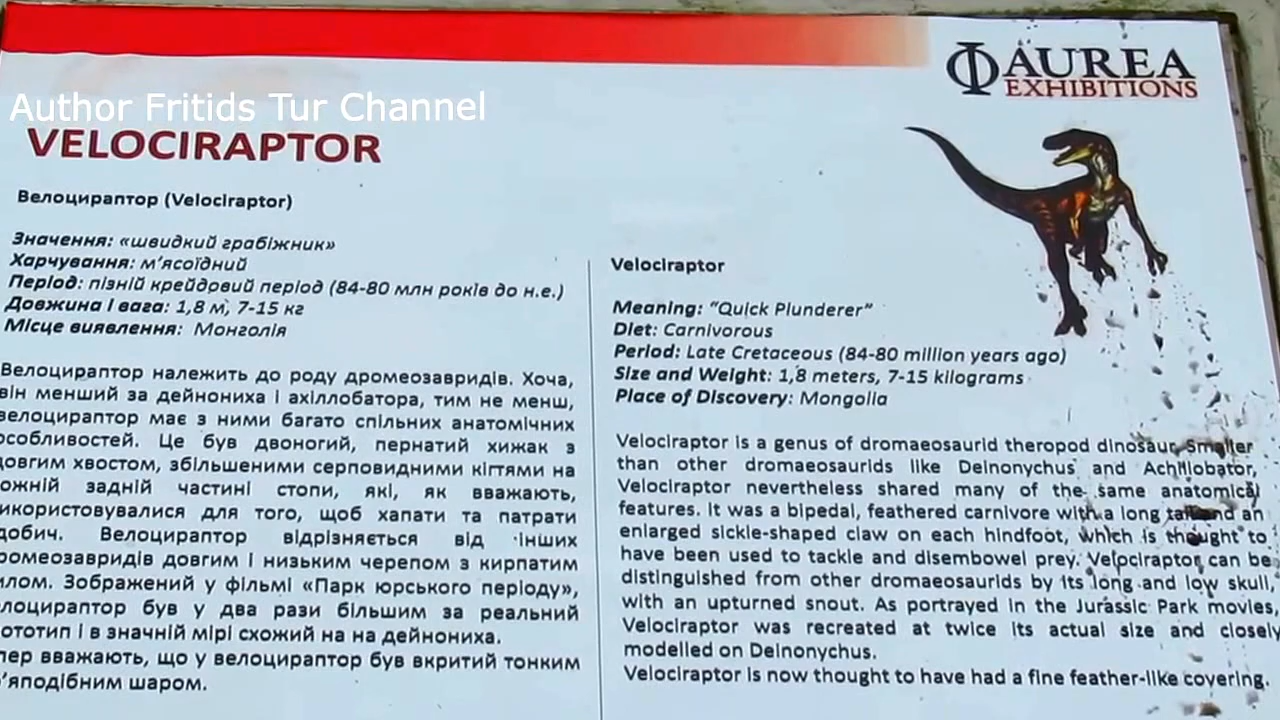 ΦAUREA
EXHIBITIONS
Author Fritids Tur Channel
VELOCIRAPTOR
Велоцираптор (Velociraptor)
Значення: «швидкий грабіжник»
Харчування: м’ясоїдний
Період: пізній крейдрвий період (84-80 млн років до н.е.)
Довжина і вага: 1,8 м, 7-15 кг
Місце виявлення: Монголія
Велоцираптор належить до роду дромеозавридів. Хоча,
він менший за дейнониха і ахіллобатора, тим не менш,
велоцираптор має з ними багато спільних анатомічних
особливостей. Це був двоногий, пернатий хижак з
довгим хвостом, збільшеними серповидними кігтями на
ожній задній частині стопи, які, як вважають,
використовувалися для того, щоб хапати та патрати
здобич. Велоцираптор відрізняється від інших
дромеозавридів довгим і низьким черепом з кирпатим
илом. Зображений у фільмі «Парк юрського періоду»,
елоцираптор був у два рази більшим за реальний
ототип і в значній мірі схожий на на дейнониха.
пер вважають, що у велоцираптор був вкритий тонким
р’яподібним шаром.
Velociraptor
Meaning: “Quick Plunderer”
Diet: Carnivorous
Period: Late Cretaceous (84-80 million years ago)
Size and Weight: 1,8 meters, 7-15 kilograms
Place of Discovery: Mongolia
Velociraptor is a genus of dromaeosaurid theropod dinosaur. Smaller
than other dromaeosaurids like Deinonychus and Achillobator,
Velociraptor nevertheless shared many of the same anatomical
features. It was a bipedal, feathered carnivore with a long tail and an
enlarged sickle-shaped claw on each hindfoot, which is thought to
have been used to tackle and disembowel prey. Velociraptor can be
distinguished from other dromaeosaurids by its long and low skull,
with an upturned snout. As portrayed in the Jurassic Park movies,
Velociraptor was recreated at twice its actual size and closely
modelled on Deinonychus.
Velociraptor is now thought to have had a fine feather-like covering.